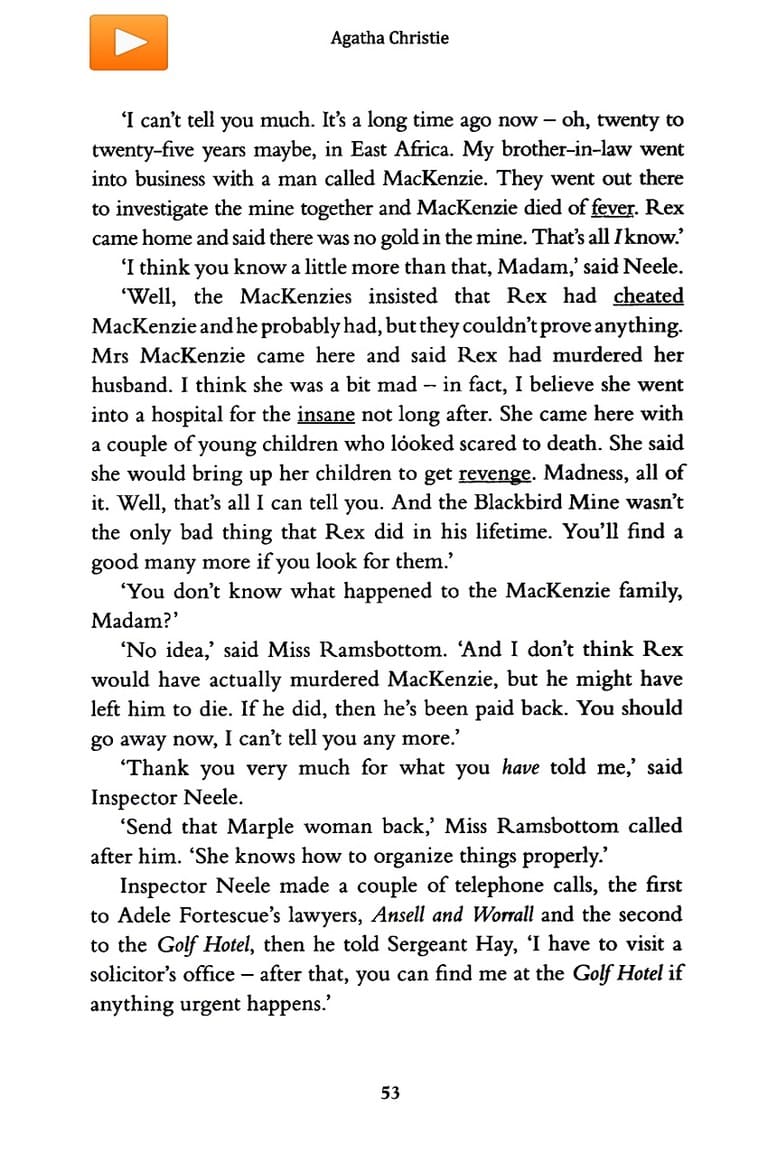 Agatha Christie
‘I can’t tell you much. It’s a long time ago now – oh, twenty to
twenty-five years maybe, in East Africa. My brother-in-law went
into business with a man called MacKenzie. They went out there
to investigate the mine together and MacKenzie died of fever. Rex
came home and said there was no gold in the mine. That’s all I know.’
‘I think you know a little more than that, Madam,’ said Neele.
‘Well, the MacKenzies insisted that Rex had cheated
MacKenzie and he probably had, but they couldn’t prove anything.
Mrs MacKenzie came here and said Rex had murdered her
husband. I think she was a bit mad – in fact, I believe she went
into a hospital for the insane not long after. She came here with
a couple of young children who looked scared to death. She said
she would bring up her children to get revenge. Madness, all of
it. Well, that’s all I can tell you. And the Blackbird Mine wasn’t
the only bad thing that Rex did in his lifetime. You’ll find a
good many more if you look for them.’
‘You don’t know what happened to the MacKenzie family,
Madam?’
‘No idea,’ said Miss Ramsbottom. ‘And I don’t think Rex
would have actually murdered MacKenzie, but he might have
left him to die. If he did, then he’s been paid back. You should
go away now, I can’t tell you any more.’
‘Thank you very much for what you have told me,’ said
Inspector Neele.
‘Send that Marple woman back,’ Miss Ramsbottom called
after him. ‘She knows how to organize things properly.’
Inspector Neele made a couple of telephone calls, the first
to Adele Fortescue’s lawyers, Ansell and Worrall and the second
to the Golf Hotel, then he told Sergeant Hay, ‘I have to visit a
solicitor’s office – after that, you can find me at the Golf Hotel if
anything urgent happens.’
53